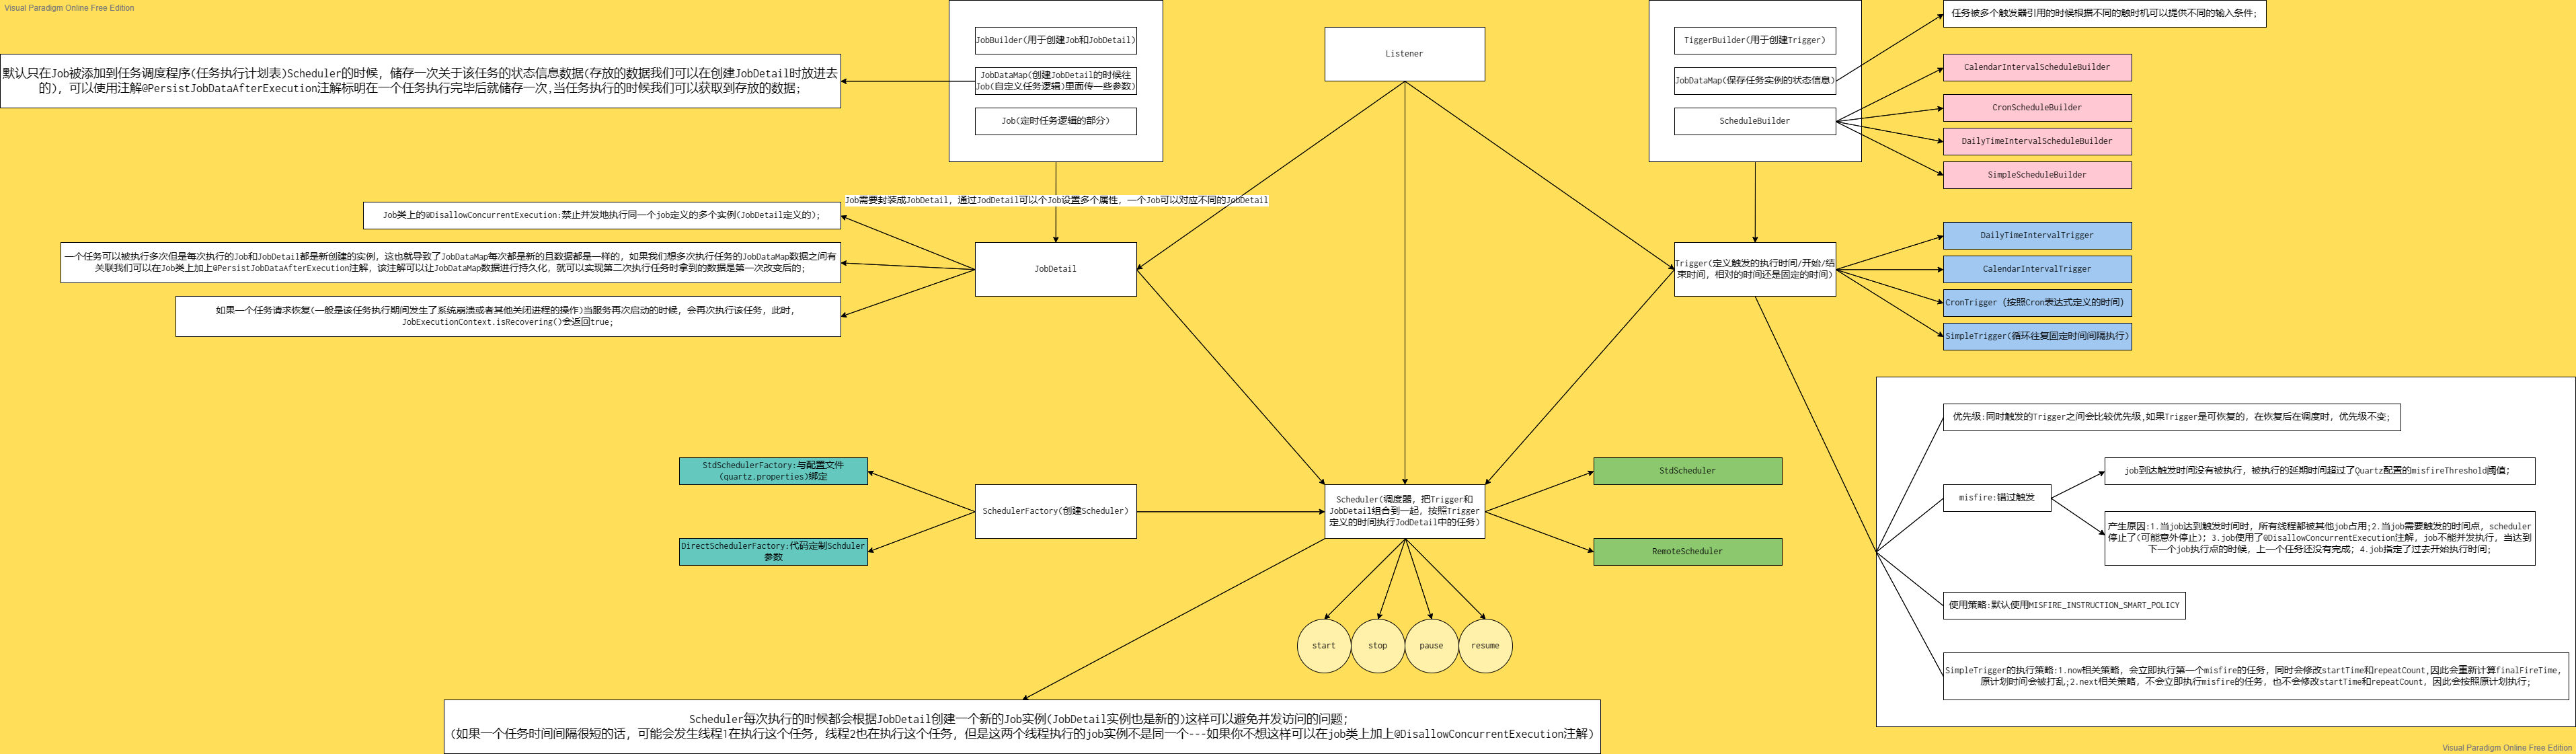 Visual Paradigm Online Free Edition
JobBuilder(用于创建Job和JobDetail)
JobDataMap(创建JobDetail的时候往
Job(自定义任务逻辑)里面传一些参数)
Job(定时任务逻辑的部分)
默认只在Job被添加到任务调度程序(任务执行计划表)Scheduler的时候，储存一次关于该任务的状态信息数据(存放的数据我们可以在创建JobDetail时放进去
的)，可以使用注解@PersistJobDataAfterExecution注解标明在一个任务执行完毕后就储存一次,当任务执行的时候我们可以获取到存放的数据;
Listener
TiggerBuilder(用于创建Trigger)
JobDataMap(保存任务实例的状态信息)
ScheduleBuilder
任务被多个触发器引用的时候根据不同的触时机可以提供不同的输入条件;
CalendarIntervalScheduleBuilder
CronScheduleBuilder
DailyTimeIntervalScheduleBuilder
SimpleScheduleBuilder
Job需要封装成JobDetail，通过JodDetail可以个Job设置多个属性，一个Job可以对应不同的JobDetail
Job类上的@DisallowConcurrentExecution:禁止并发地执行同一个job定义的多个实例(JobDetail定义的);
一个任务可以被执行多次但是每次执行的Job和JobDetail都是新创建的实例，这也就导致了JobDataMap每次都是新的且数据都是一样的，如果我们想多次执行任务的JobDataMap数据之间有
关联我们可以在Job类上加上@PersistJobDataAfterExecution注解，该注解可以让JobDataMap数据进行持久化，就可以实现第二次执行任务时拿到的数据是第一次改变后的;
如果一个任务请求恢复(一般是该任务执行期间发生了系统崩溃或者其他关闭进程的操作)当服务再次启动的时候，会再次执行该任务，此时，
JobExecutionContext.isRecovering()会返回true;
JobDetail
Trigger(定义触发的执行时间/开始/结
束时间，相对的时间还是固定的时间)
DailyTimeIntervalTrigger
CalendarIntervalTrigger
CronTrigger（按照Cron表达式定义的时间）
SimpleTrigger(循环往复固定时间间隔执行)
StdSchedulerFactory:与配置文件
(quartz.properties)绑定
DirectSchedulerFactory:代码定制Schduler
参数
SchedulerFactory(创建Scheduler)
Scheduler(调度器，把Trigger和
JobDetail组合到一起，按照Trigger
定义的时间执行JodDetail中的任务)
StdScheduler
RemoteScheduler
start
stop
pause
resume
优先级:同时触发的Trigger之间会比较优先级,如果Trigger是可恢复的，在恢复后在调度时，优先级不变;
misfire:错过触发
job到达触发时间没有被执行，被执行的延期时间超过了Quartz配置的misfireThreshold阈值;
产生原因:1.当job达到触发时间时，所有线程都被其他job占用;2.当job需要触发的时间点，scheduler
停止了(可能意外停止)；3.job使用了@DisallowConcurrentExecution注解，job不能并发执行，当达到
下一个job执行点的时候，上一个任务还没有完成；4.job指定了过去开始执行时间;
使用策略:默认使用MISFIRE_INSTRUCTION_SMART_POLICY
SimpleTrigger的执行策略:1.now相关策略，会立即执行第一个misfire的任务，同时会修改startTime和repeatCount,因此会重新计算finalFireTime,
原计划时间会被打乱;2.next相关策略，不会立即执行misfire的任务，也不会修改startTime和repeatCount，因此会按照原计划执行;
Scheduler每次执行的时候都会根据JobDetail创建一个新的Job实例(JobDetail实例也是新的)这样可以避免并发访问的问题;
(如果一个任务时间间隔很短的话，可能会发生线程1在执行这个任务，线程2也在执行这个任务，但是这两个线程执行的job实例不是同一个---如果你不想这样可以在job类上加上@DisallowConcurrentExecution注解)
Visual Paradigm Online Free Edition